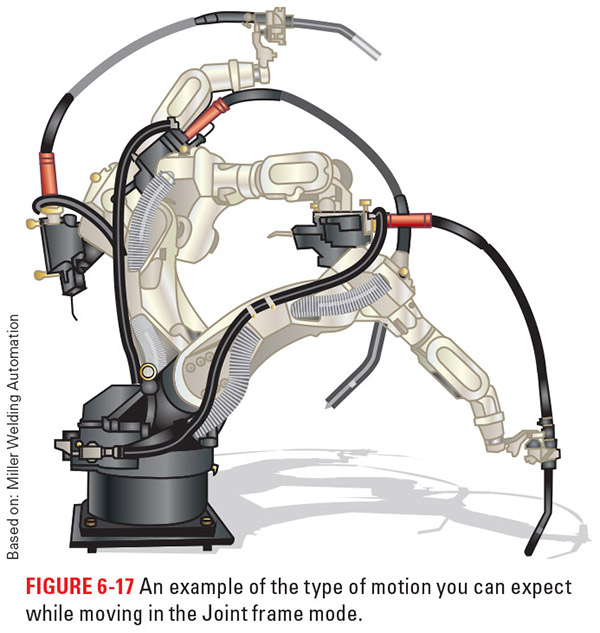 Based on: Miller Welding Automation
FIGURE 6-17 An example of the type of motion you can expect
while moving in the Joint frame mode.